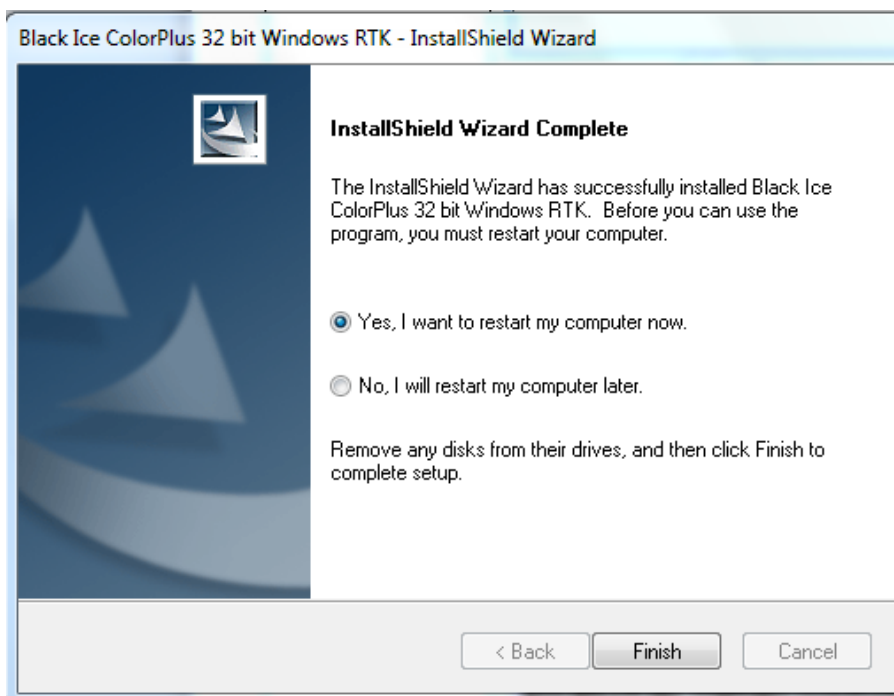 Black Ice ColorPlus 32 bit Windows RTK - InstallShield Wizard
InstallShield Wizard Complete
The InstallShield Wizard has successfully installed Black Ice
ColorPlus 32 bit Windows RTK.  Before you can use the
program, you must restart your computer.
Yes, I want to restart my computer now.
No, I will restart my computer later.
Remove any disks from their drives, and then click Finish to
complete setup.
< Back
Finish
Cancel